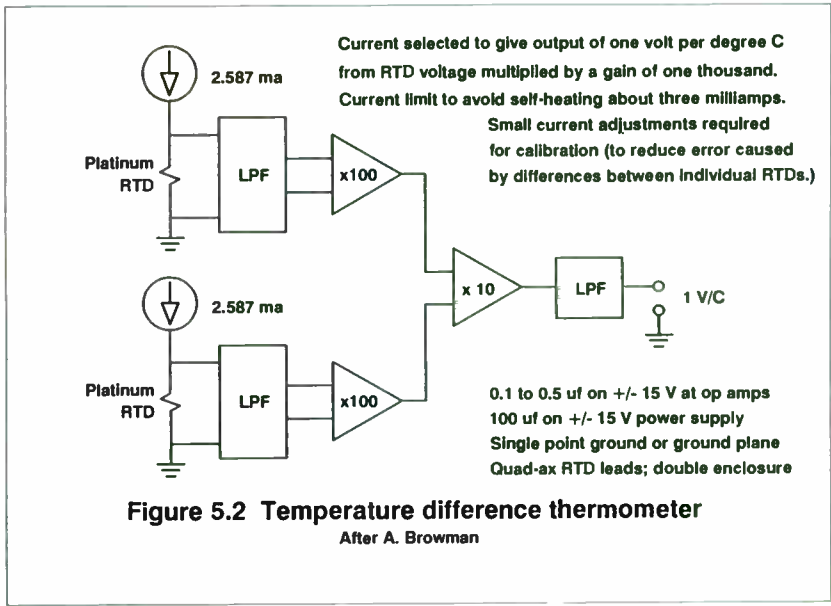 Current selected to give output of one volt per degree C
2.587 ma
from RTD voltage multiplied by a gain of one thousand.
Current limit to avoid self-heating about three milliamps.
Small current adjustments required
for calibration (to reduce error caused
by differences between individual RTDs.)
Platinum
RTD
LPF
x100
x 10
LPF
1 V/C
2.587 ma
Platinum
RTD
LPF
x100
0.1 to 0.5 uf on +/- 15 V at op amps
100 uf on +/- 15 V power supply
Single point ground or ground plane
Quad-ax RTD leads; double enclosure
Figure 5.2 Temperature difference thermometer
After A. Browman